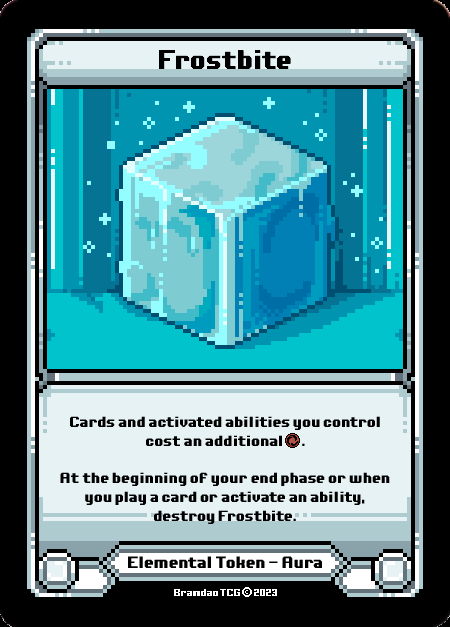 Frostbite
Cards and activated abilities you control
cost an additional .
At the beginning of your end phase or when
you play a card or activate an ability,
destroy Frostbite.
Elemental Token – Aura
Brandao TCG © 2023